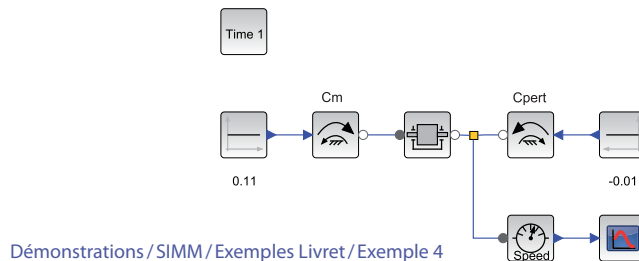 Time 1
Cm
Cpert
0.11
-0.01
Speed
Démonstrations / SIMM / Exemples Livret / Exemple 4